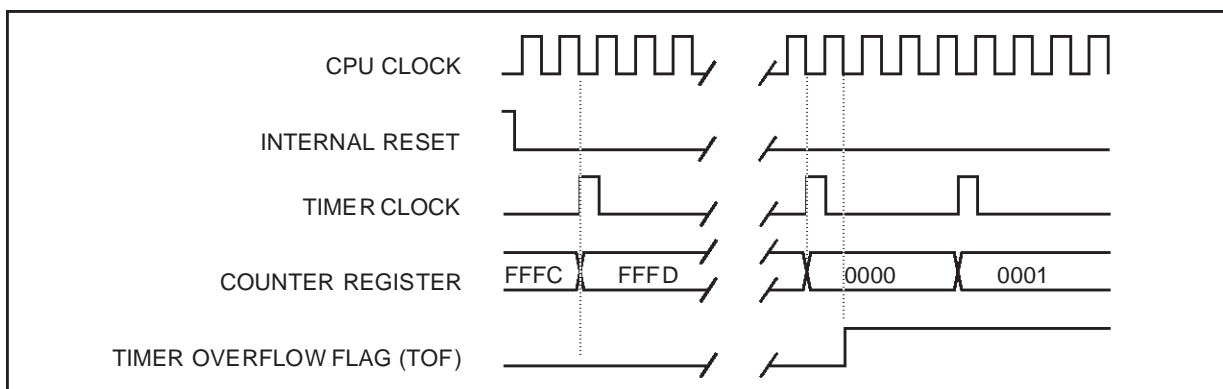 CPU CLOCK
INTERNAL RESET
TIMER CLOCK
COUNTER REGISTER
FFFC
FFFD
0000
0001
TIMER OVERFLOW FLAG (TOF)